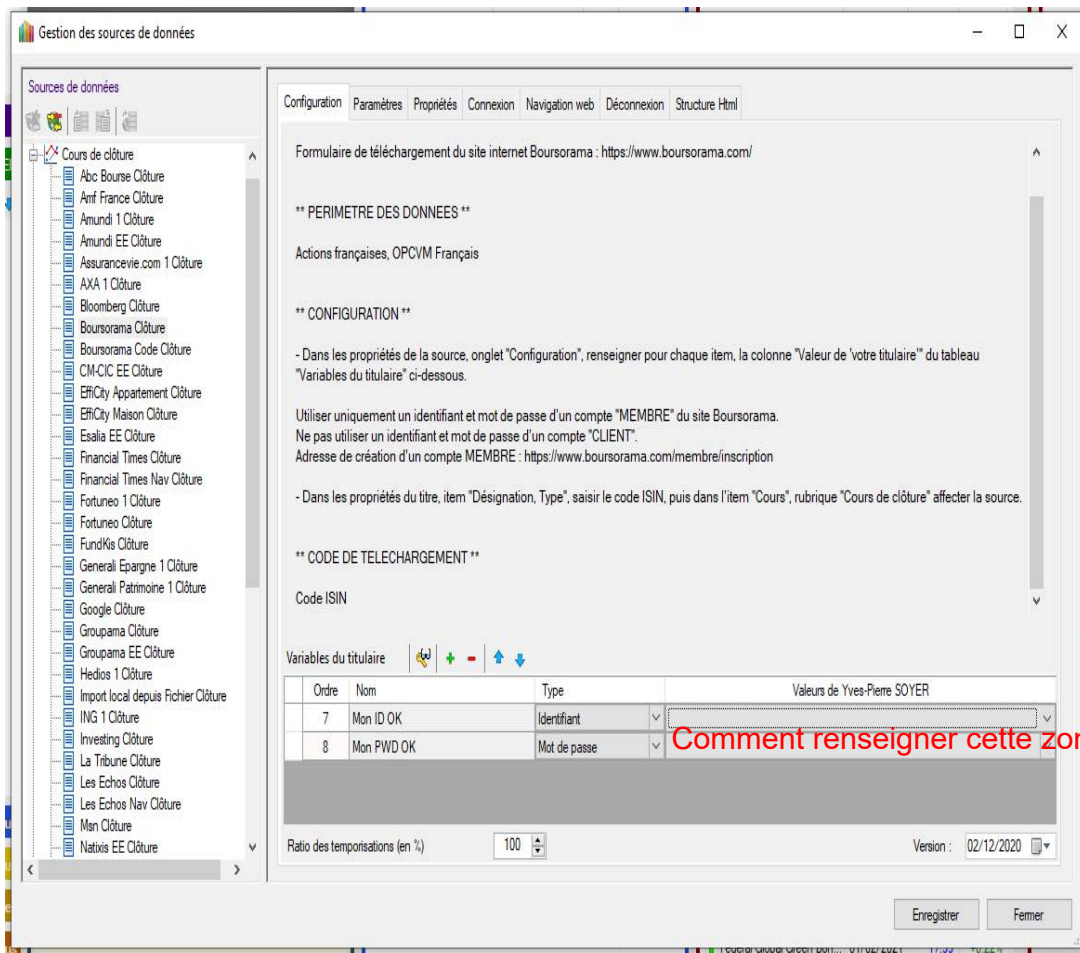 Gestion des sources de données
Sources de données
Cours de clôture
Abc Bourse Clôture
Amf France Clôture
Amundi 1 Clôture
Amundi EE Clôture
Assurancevie.com 1 Clôture
AXA 1 Clôture
Bloomberg Clôture
Boursorama Clôture
Boursorama Code Clôture
CM-CIC EE Clôture
EffiCity Appartement Clôture
EffiCity Maison Clôture
Esalia EE Clôture
Financial Times Clôture
Financial Times Nav Clôture
Fortuneo 1 Clôture
Fortuneo Clôture
FundKis Clôture
Generali Epargne 1 Clôture
Generali Patrimoine 1 Clôture
Google Clôture
Groupama Clôture
Groupama EE Clôture
Hedios 1 Clôture
Import local depuis Fichier Clôture
ING 1 Clôture
Investing Clôture
La Tribune Clôture
Les Echos Clôture
Les Echos Nav Clôture
Msn Clôture
Natixis EE Clôture
Configuration Paramètres Propriétés Connexion Navigation web Déconnexion Structure Html
Formulaire de téléchargement du site internet Boursorama : https://www.boursorama.com/
** PERIMETRE DES DONNEES **
Actions françaises, OPCVM Français
** CONFIGURATION **
- Dans les propriétés de la source, onglet "Configuration", renseigner pour chaque item, la colonne "Valeur de 'votre titulaire'" du tableau
"Variables du titulaire" ci-dessous.
Utiliser uniquement un identifiant et mot de passe d'un compte "MEMBRE" du site Boursorama.
Ne pas utiliser un identifiant et mot de passe d'un compte "CLIENT".
Adresse de création d'un compte MEMBRE : https://www.boursorama.com/membre/inscription
- Dans les propriétés du titre, item "Désignation, Type", saisir le code ISIN, puis dans l'item "Cours", rubrique "Cours de clôture" affecter la source.
** CODE DE TELECHARGEMENT **
Code ISIN
Variables du titulaire
Ordre Nom Type Valeurs de Yves-Pierre SOYER
7 Mon ID OK Identifiant
8 Mon PWD OK Mot de passe
Comment renseigner cette zon
Ratio des temporisations (en %) 100 Version : 02/12/2020
Enregistrer Fermer